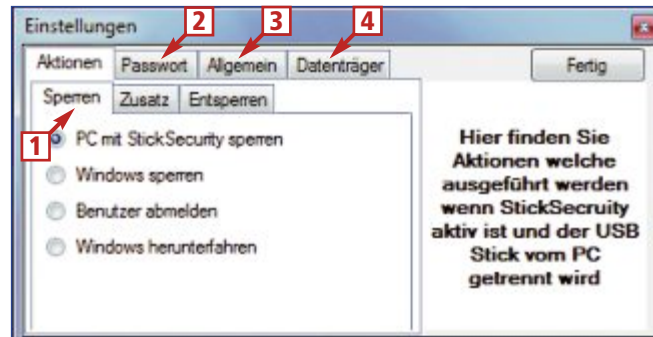 Einstellungen
2
3
4
Aktionen Passwort Allgemein Datenträger
Fertig
Sperren Zusatz Entsperren
1
PC mit StickSecurity sperren
Windows sperren
Benutzer abmelden
Windows herunterfahren
Hier finden Sie
Aktionen welche
ausgeführt werden
wenn StickSecruity
aktiv ist und der USB
Stick vom PC
getrennt wird